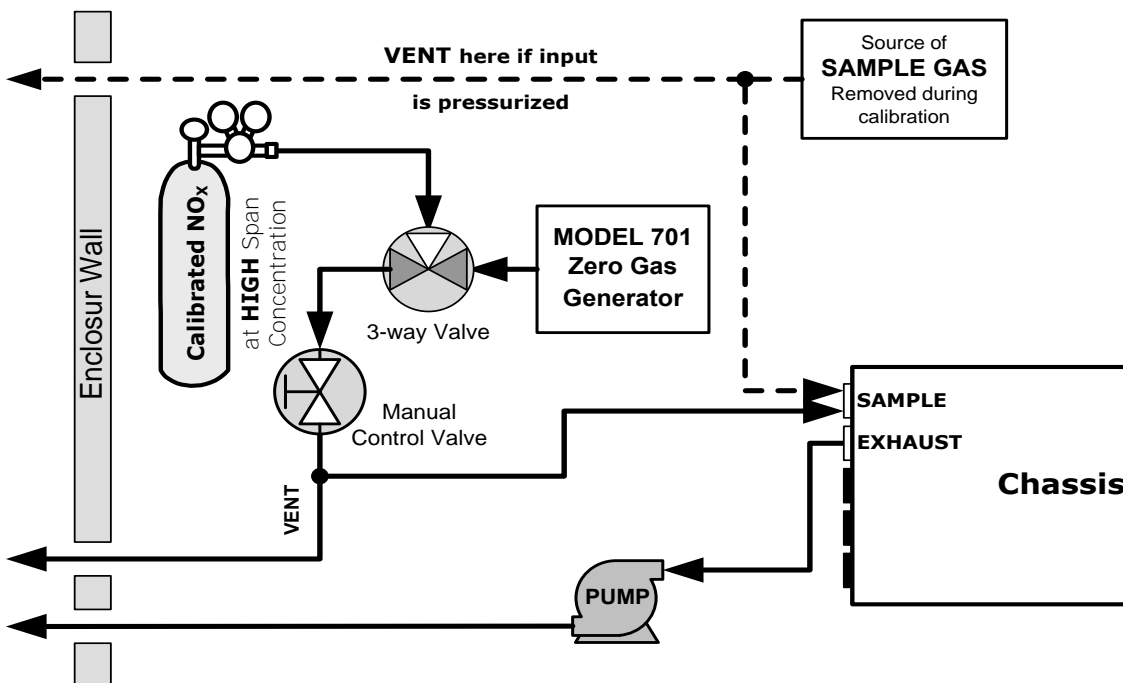 VENT here if input
is pressurized
Source of
SAMPLE GAS
Removed during
calibration
Enclosur Wall
Calibrated NOx
at HIGH Span
Concentration
MODEL 701
Zero Gas
Generator
3-way Valve
Manual
Control Valve
VENT
SAMPLE
EXHAUST
Chassis
PUMP